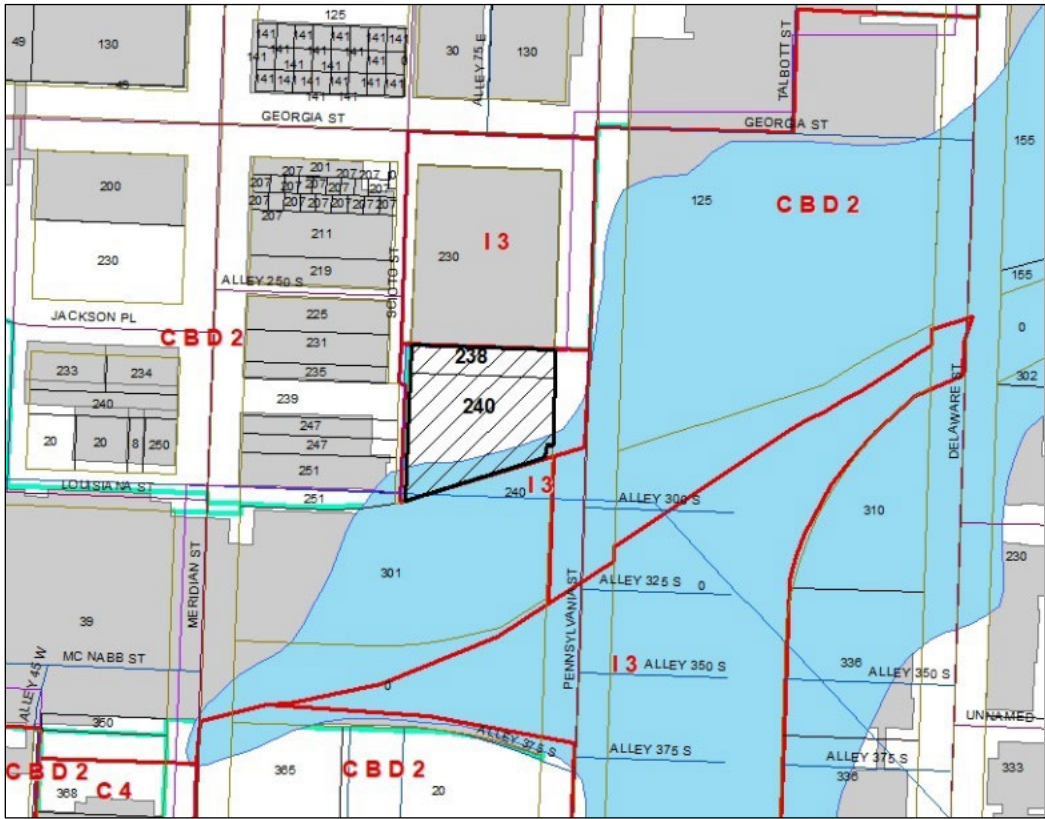 125
49
130
141 141 141 141 141
30
ALLEY 75 E
130
TALBOTT ST
141 141 141 141
141 141 141 141 141 0
141 141 141 141 141 141
49
141 141
GEORGIA ST
GEORGIA ST
155
201
207 207 207 0
207 207 207 207
200
207 207 207 207 207 207
207
125
CBD2
211
I3
230
230
SCIOTO ST
219
ALLEY 250 S
155
225
JACKSON PL
0
CBD2
231
238
233
234
235
302
240
239
240
DELAWARE ST
20
20
8
250
247
247
251
I3
LOUISIANA ST
251
240
ALLEY 300 S
310
MERIDIAN ST
301
PENNSYLVANIA ST
230
ALLEY 325 S
0
39
MC NABB ST
I3
ALLEY 350 S
336
ALLEY 350 S
ALLEY 45 W
0
350
UNNAMED
ALLEY 375 S
ALLEY 375 S
ALLEY 375 S
CBD2
365
CBD2
333
336
C4
368
20